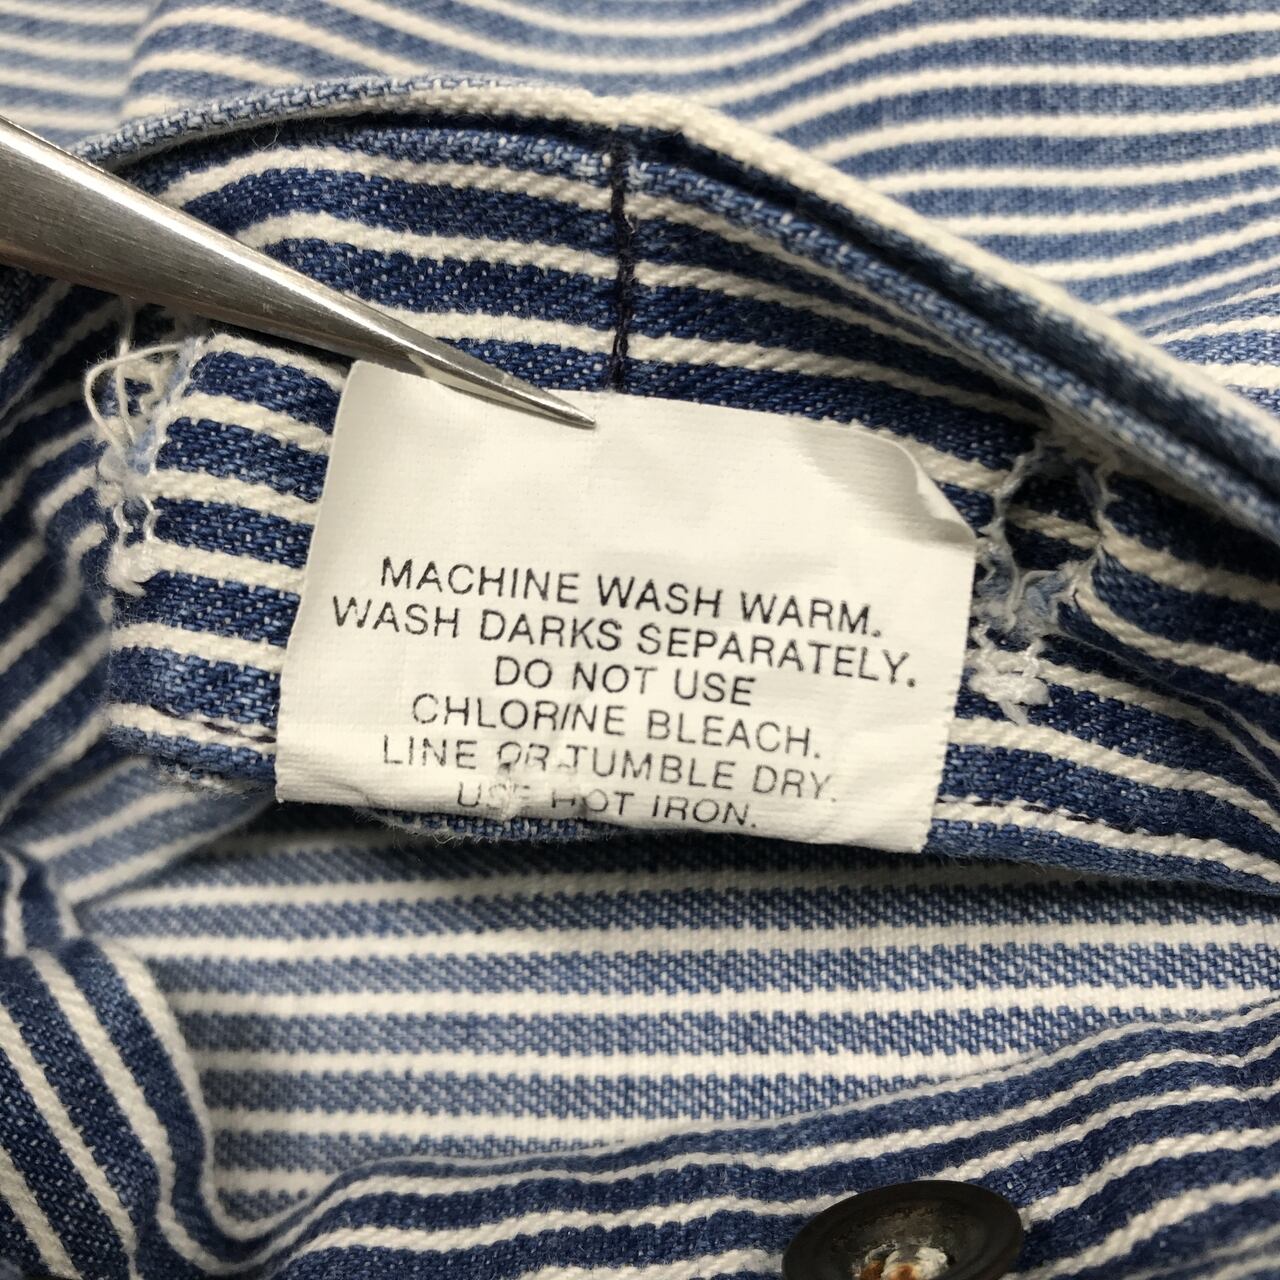 MACHINE WASH WARM.
WASH DARKS SEPARATELY.
DO NOT USE
CHLORINE BLEACH.
LINE OR TUMBLE DRY.
USE HOT IRON.